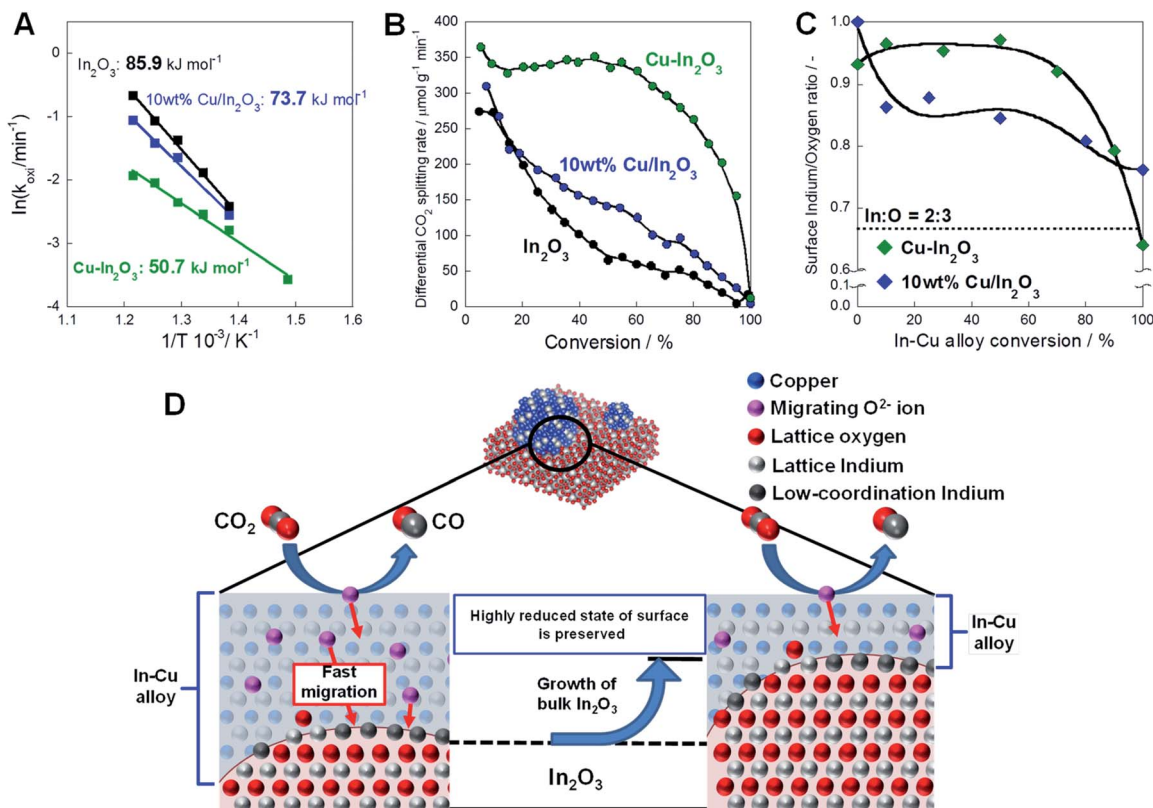 A
ln(k_oxi/min⁻¹)
0
-1
-2
-3
-4
In₂O₃: 85.9 kJ mol⁻¹
10wt% Cu/In₂O₃: 73.7 kJ mol⁻¹
Cu-In₂O₃: 50.7 kJ mol⁻¹
1.1 1.2 1.3 1.4 1.5 1.6
1/T 10⁻³/ K⁻¹
B
Differential CO₂ splitting rate / μmol g⁻¹ min⁻¹
400
350
300
250
200
150
100
50
0
Cu-In₂O₃
10wt% Cu/In₂O₃
In₂O₃
0 20 40 60 80 100
Conversion / %
C
Surface Indium/Oxygen ratio / -
1.0
0.9
0.8
0.7
0.6
0.1
0.0
In:O = 2:3
Cu-In₂O₃
10wt% Cu/In₂O₃
0 20 40 60 80 100
In-Cu alloy conversion / %
D
Copper
Migrating O²⁻ ion
Lattice oxygen
Lattice Indium
Low-coordination Indium
CO₂
CO
In-Cu
alloy
Fast
migration
Highly reduced state of surface
is preserved
Growth of
bulk In₂O₃
In₂O₃
In-Cu
alloy